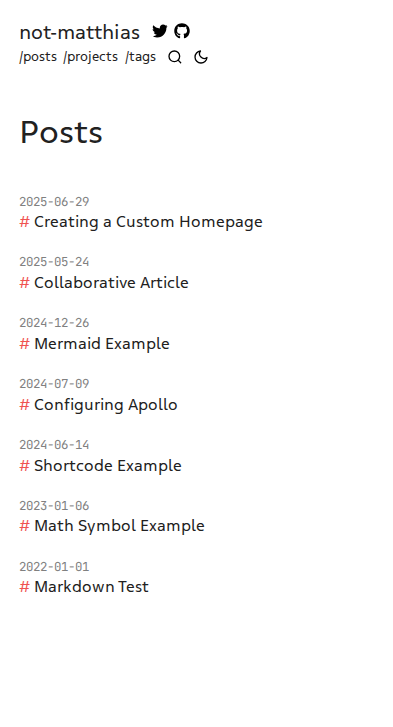 not-matthias
/posts /projects /tags
Posts
2025-06-29
# Creating a Custom Homepage
2025-05-24
# Collaborative Article
2024-12-26
# Mermaid Example
2024-07-09
# Configuring Apollo
2024-06-14
# Shortcode Example
2023-01-06
# Math Symbol Example
2022-01-01
# Markdown Test